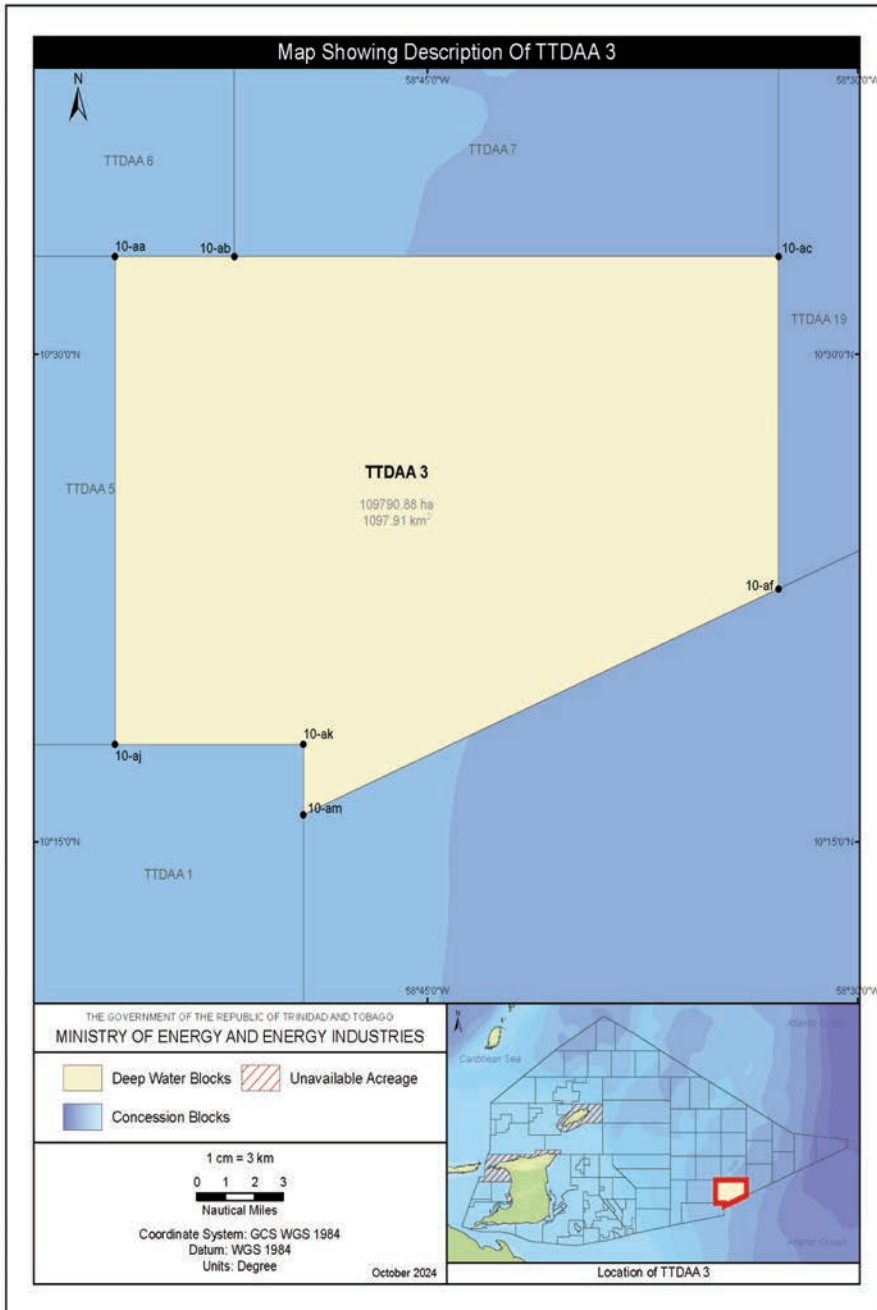 Map Showing Description Of TTDAA 3
N
58°45'0"W
58°30'0"W
TTDAA 6
TTDAA 7
10-aa
10-ab
10-ac
TTDAA 19
10°30'0"N
10°30'0"N
TTDAA 3
TTDAA 5
109790.88 ha
1097.91 km²
10-af
10-ak
10-aj
10-am
10°15'0"N
10°15'0"N
TTDAA 1
58°45'0"W
58°30'0"W
THE GOVERNMENT OF THE REPUBLIC OF TRINIDAD AND TOBAGO
MINISTRY OF ENERGY AND ENERGY INDUSTRIES
Deep Water Blocks
Unavailable Acreage
Concession Blocks
1 cm = 3 km
0 1 2 3
Nautical Miles
Coordinate System: GCS WGS 1984
Datum: WGS 1984
Units: Degree
October 2024
N
Atlantic Ocean
Caribbean Sea
Atlantic Ocean
Location of TTDAA 3